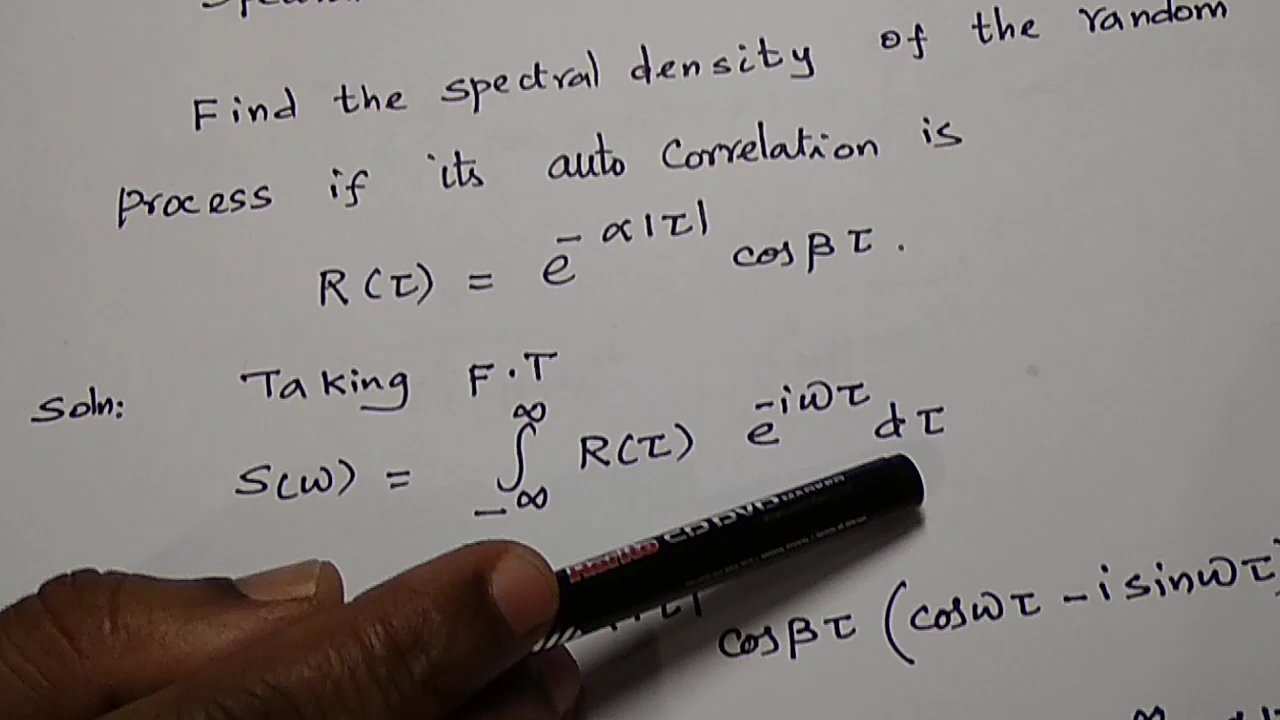 Find the spectral density of the random
process if its auto correlation is
R(τ) = e^{-α|τ|} cos βτ.
Soln: Taking F.T
S(ω) = ∫_{-∞}^{∞} R(τ) e^{-iωτ} dτ
cos βτ (cos ωτ - i sin ωτ)